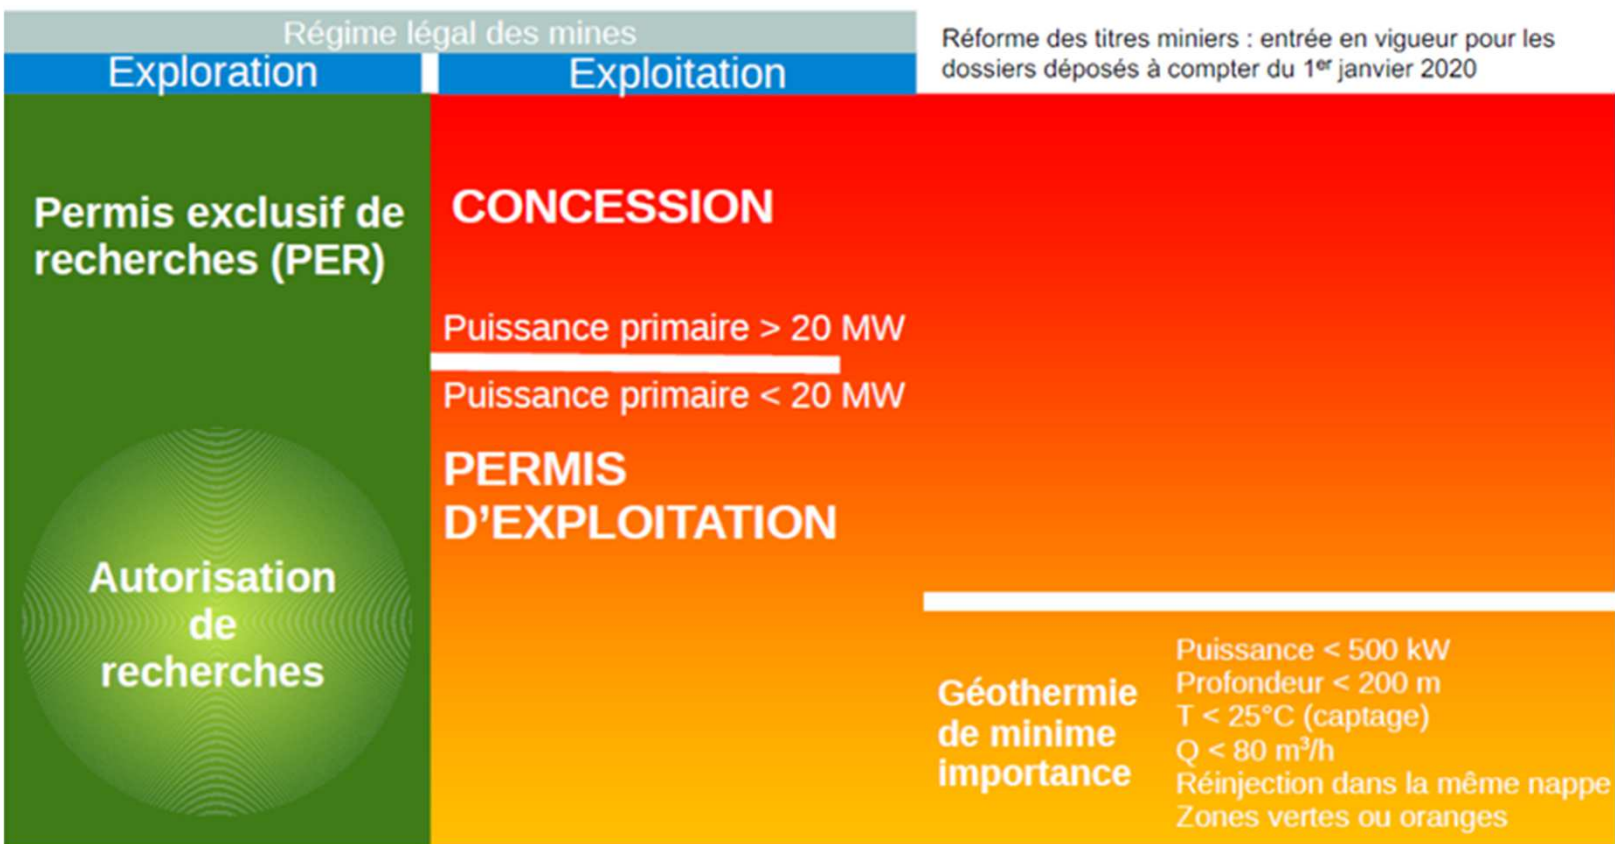 Régime légal des mines
Exploration
Exploitation
Réforme des titres miniers : entrée en vigueur pour les
dossiers déposés à compter du 1er janvier 2020
Permis exclusif de
recherches (PER)
CONCESSION
Puissance primaire > 20 MW
Puissance primaire < 20 MW
PERMIS
D’EXPLOITATION
Autorisation
de
recherches
Géothermie
de minime
importance
Puissance < 500 kW
Profondeur < 200 m
T < 25°C (captage)
Q < 80 m³/h
Réinjection dans la même nappe
Zones vertes ou oranges